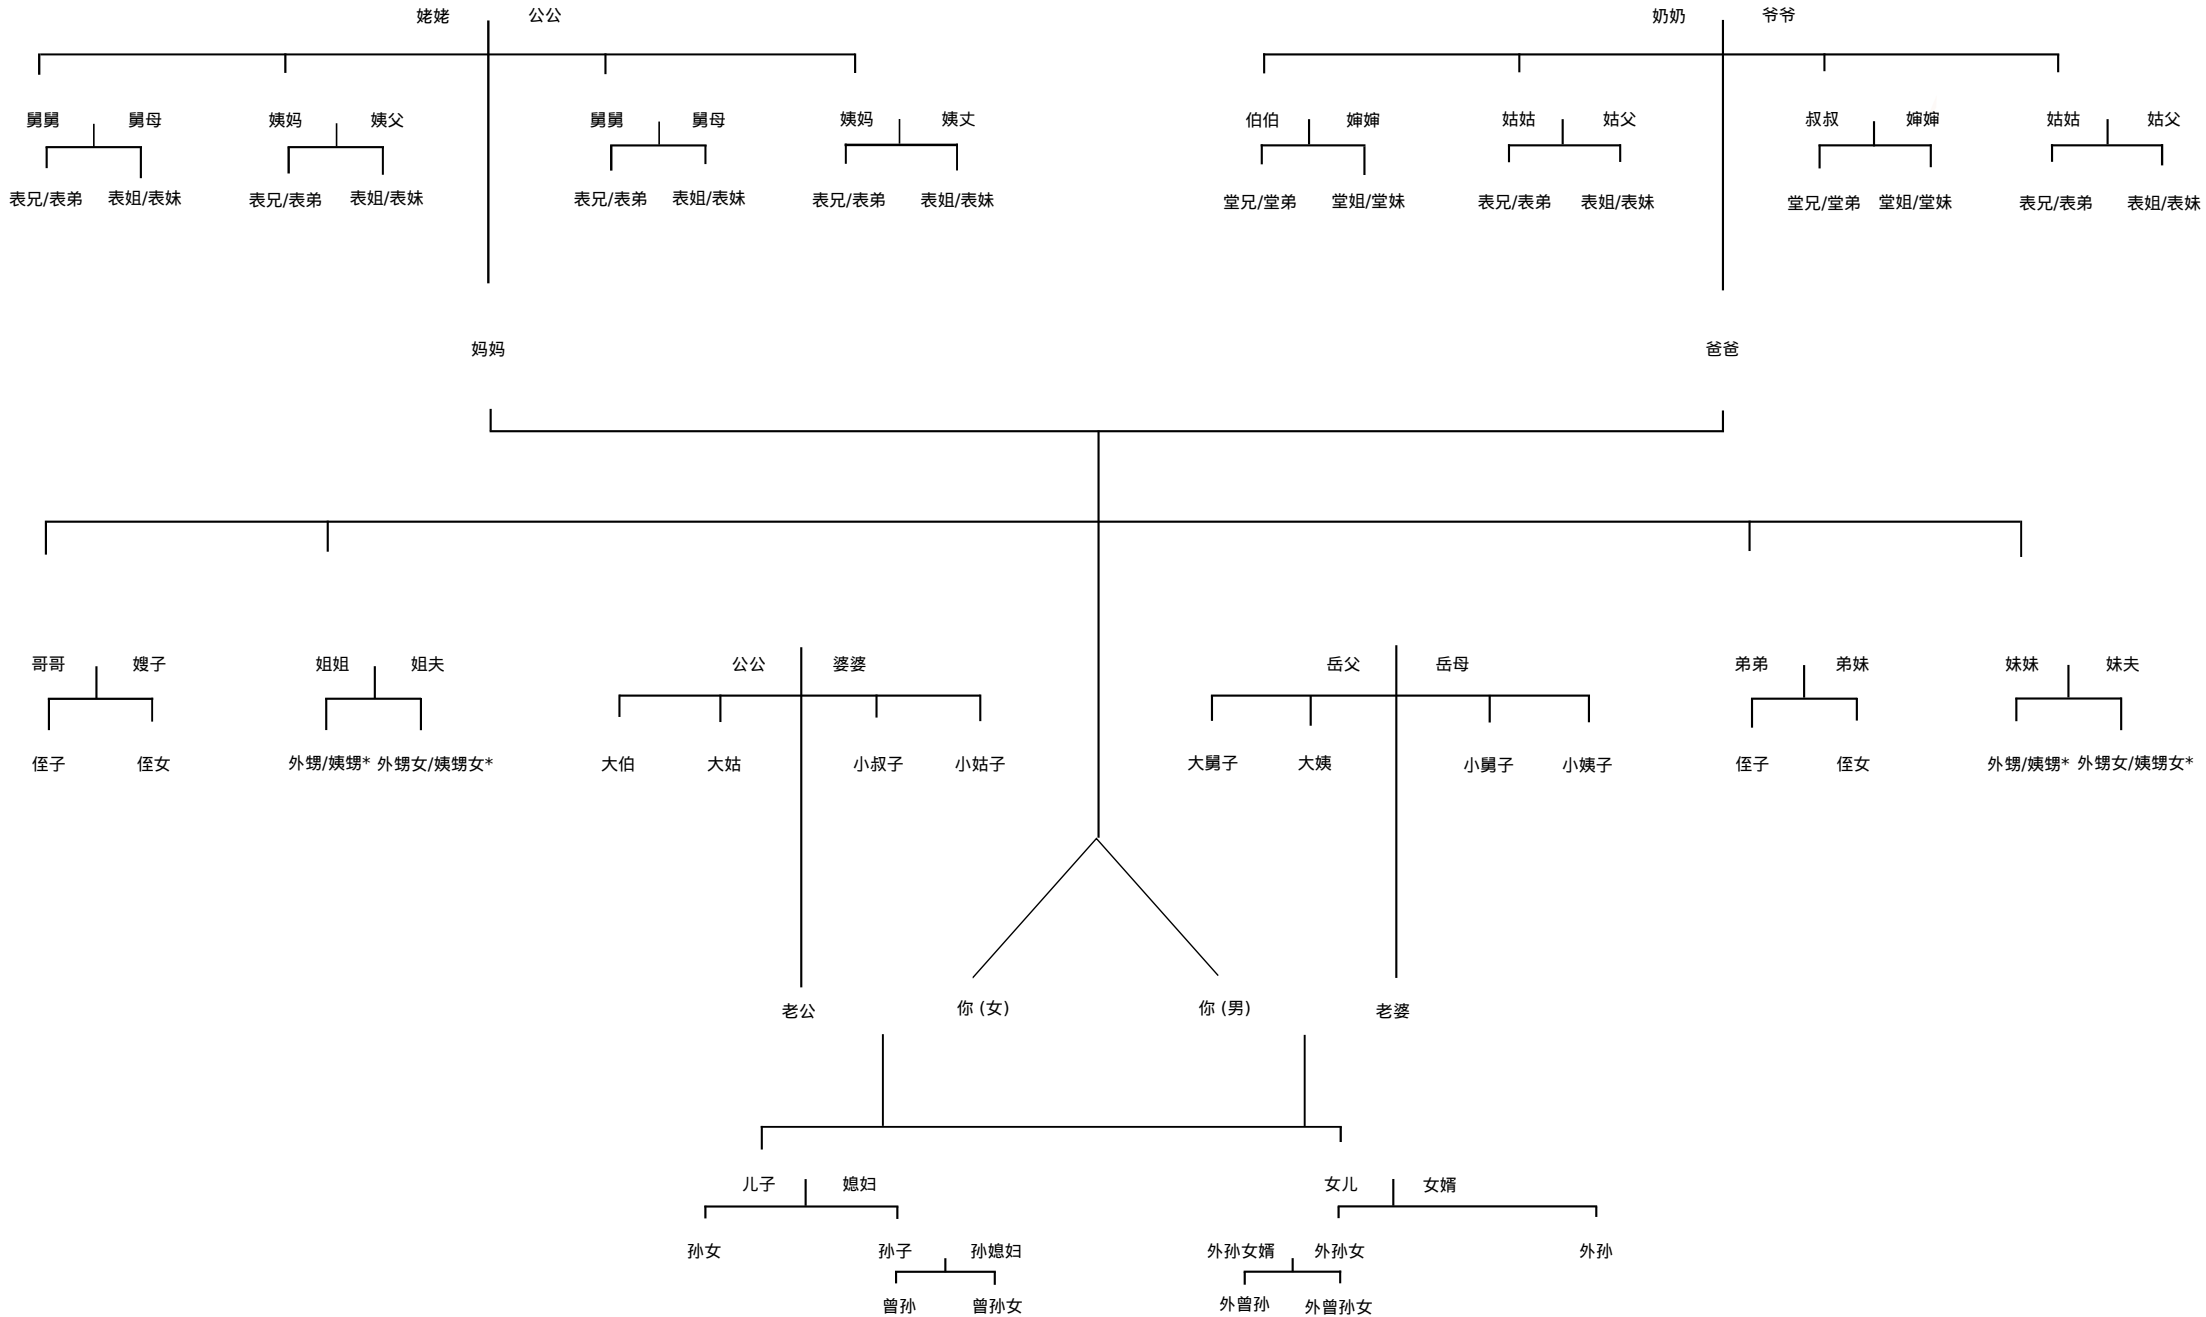 姥姥 公公 奶奶 爷爷
舅舅 舅母 姨妈 姨父 舅舅 舅母 姨妈 姨丈 伯伯 婶婶 姑姑 姑父 叔叔 婶婶 姑姑 姑父
表兄/表弟 表姐/表妹 表兄/表弟 表姐/表妹 表兄/表弟 表姐/表妹 表兄/表弟 表姐/表妹 堂兄/堂弟 堂姐/堂妹 表兄/表弟 表姐/表妹 堂兄/堂弟 堂姐/堂妹 表兄/表弟 表姐/表妹
妈妈 爸爸
哥哥 嫂子 姐姐 姐夫 公公 婆婆 岳父 岳母 弟弟 弟妹 妹妹 妹夫
侄子 侄女 外甥/姨甥* 外甥女/姨甥女* 大伯 大姑 小叔子 小姑子 大舅子 大姨 小舅子 小姨子 侄子 侄女 外甥/姨甥* 外甥女/姨甥女*
老公 你 (女) 你 (男) 老婆
儿子 媳妇 女儿 女婿
孙女 孙子 孙媳妇 外孙女婿 外孙女 外孙
曾孙 曾孙女 外曾孙 外曾孙女